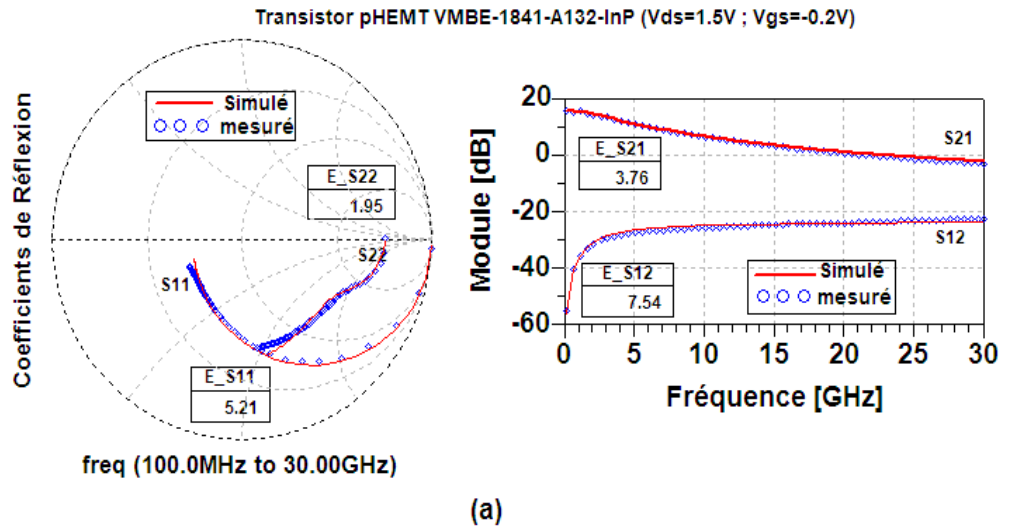 Transistor pHEMT VMBE-1841-A132-InP (Vds=1.5V ; Vgs=-0.2V)
Coefficients de Réflexion
Simulé
mesuré
E_S22
1.95
S22
S11
E_S11
5.21
freq (100.0MHz to 30.00GHz)
Module [dB]
20
0
-20
-40
-60
E_S21
3.76
S21
S12
E_S12
7.54
Simulé
mesuré
0 5 10 15 20 25 30
Fréquence [GHz]
(a)